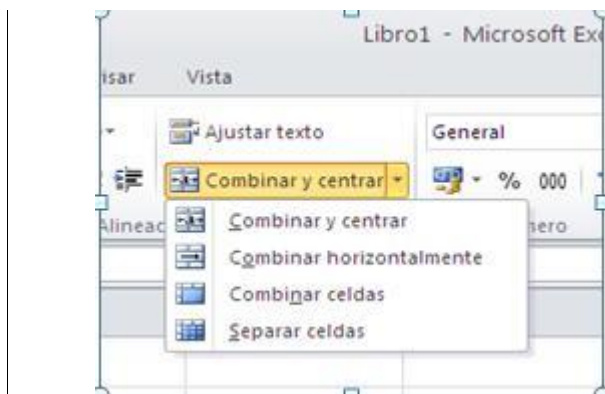 Libro1 - Microsoft Exc
isar Vista
Ajustar texto General
Combinar y centrar % 000
Alineac Combinar y centrar nero
Combinar horizontalmente
Combinar celdas
Separar celdas